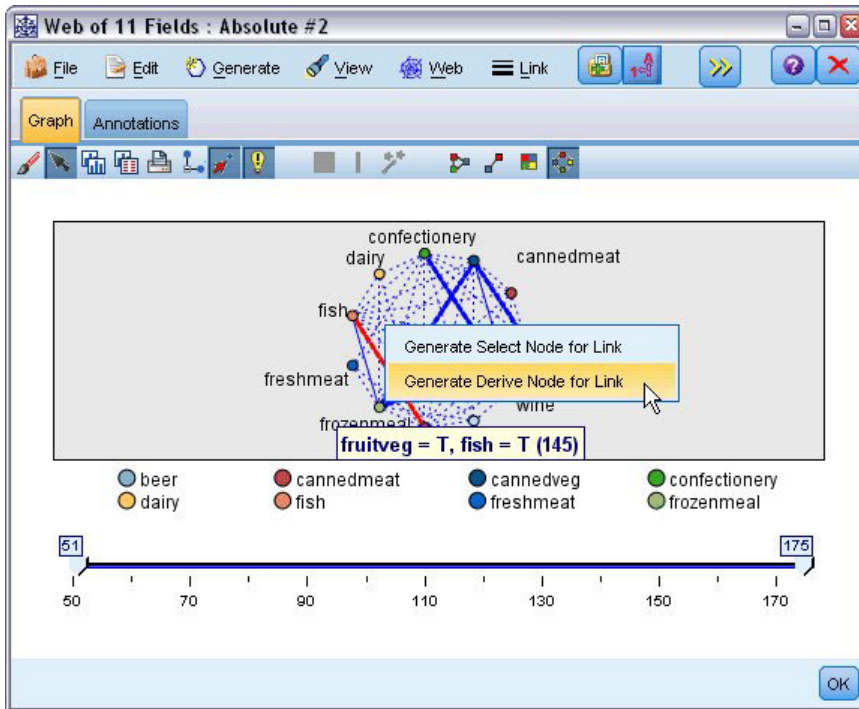 Web of 11 Fields : Absolute #2
File Edit Generate View Web Link
Graph Annotations
confectionery
dairy cannedmeat
fish
Generate Select Node for Link
freshmeat Generate Derive Node for Link
wine
frozenmeal
fruitveg = T, fish = T (145)
beer cannedmeat cannedveg confectionery
dairy fish freshmeat frozenmeal
51 175
50 70 90 110 130 150 170
OK